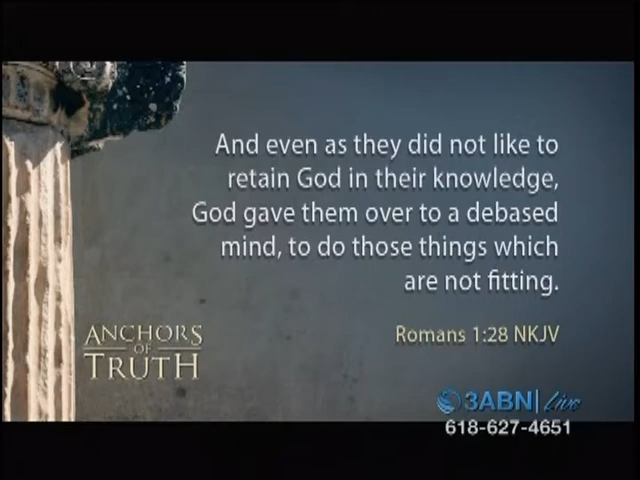 And even as they did not like to
retain God in their knowledge,
God gave them over to a debased
mind, to do those things which
are not fitting.
Romans 1:28 NKJV
ANCHORS
OF
TRUTH
3ABN Live
618-627-4651